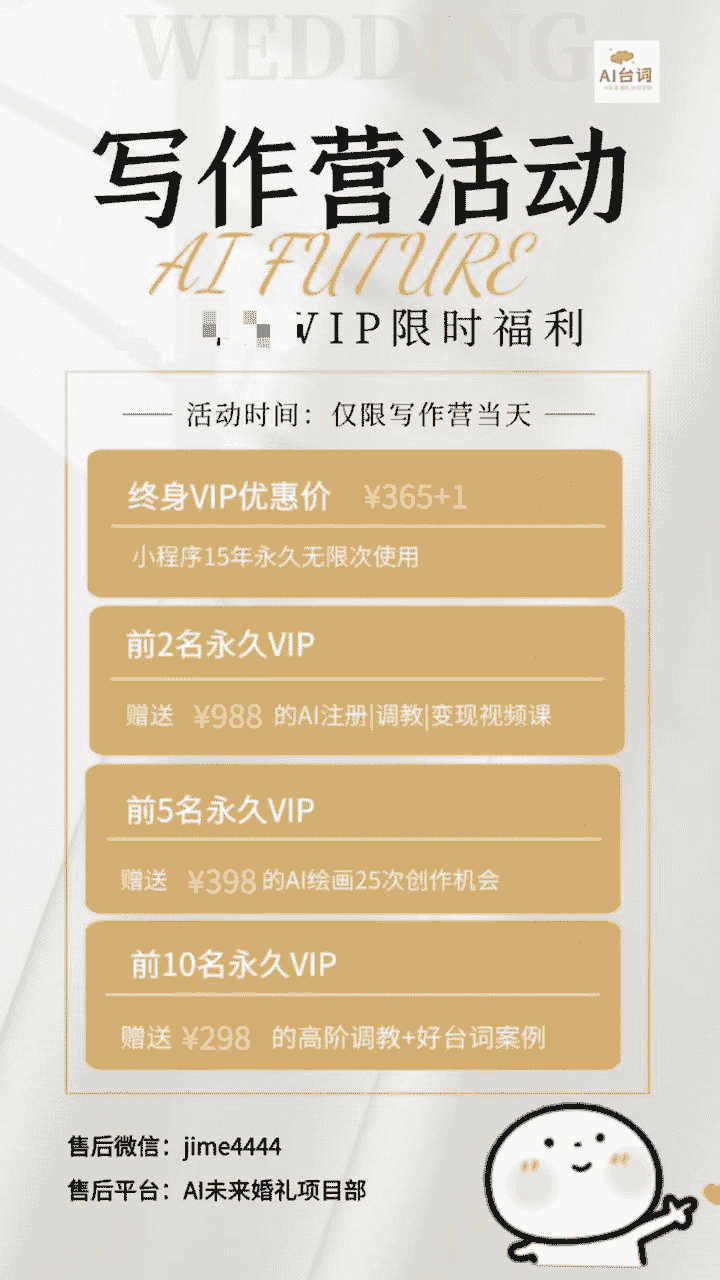 WEDDING
AI台词
写作营活动
AI FUTURE
VIP限时福利
活动时间：仅限写作营当天
终身VIP优惠价 ¥365+1
小程序15年永久无限次使用
前2名永久VIP
赠送 ¥988 的AI注册|调教|变现视频课
前5名永久VIP
赠送 ¥398的AI绘画25次创作机会
前10名永久VIP
赠送 ¥298 的高阶调教+好台词案例
售后微信：jime4444
售后平台：AI未来婚礼项目部